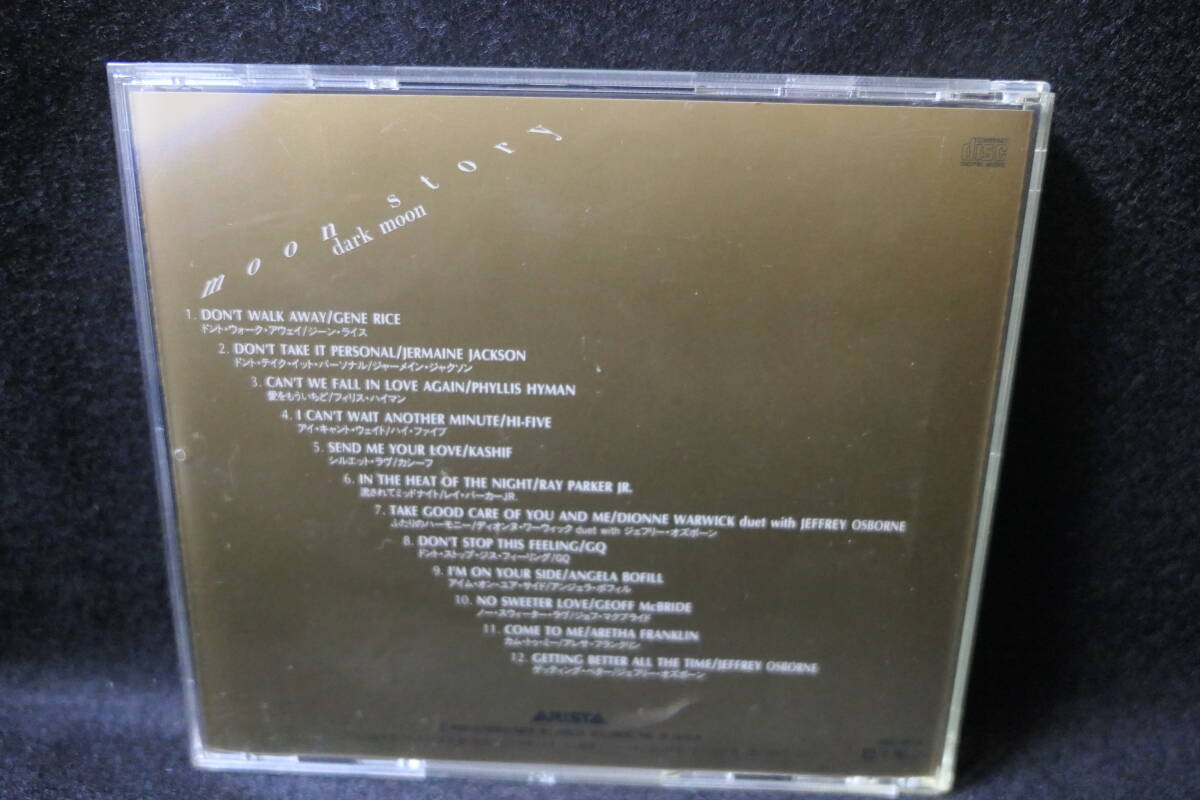 moon story
dark moon
COMPACT
disc
DIGITAL AUDIO
1. DON'T WALK AWAY/GENE RICE
ドント・ウォーク・アウェイ/ジーン・ライス
2. DON'T TAKE IT PERSONAL/JERMAINE JACKSON
ドント・テイク・イット・パーソナル/ジャーメイン・ジャクソン
3. CAN'T WE FALL IN LOVE AGAIN/PHYLLIS HYMAN
愛をもういちど/フィリス・ハイマン
4. I CAN'T WAIT ANOTHER MINUTE/HI-FIVE
アイ・キャント・ウェイト/ハイ・ファイブ
5. SEND ME YOUR LOVE/KASHIF
シルエット・ラヴ/カシーフ
6. IN THE HEAT OF THE NIGHT/RAY PARKER JR.
流されてミッドナイト/レイ・パーカーJR.
7. TAKE GOOD CARE OF YOU AND ME/DIONNE WARWICK duet with JEFFREY OSBORNE
ふたりのハーモニー/ディオンヌ・ワーウィック duet with ジェフリー・オズボーン
8. DON'T STOP THIS FEELING/GQ
ドント・ストップ・ジス・フィーリング/GQ
9. I'M ON YOUR SIDE/ANGELA BOFILL
アイム・オン・ユア・サイド/アンジェラ・ボフィル
10. NO SWEETER LOVE/GEOFF McBRIDE
ノー・スウィーター・ラヴ/ジェフ・マクブライド
11. COME TO ME/ARETHA FRANKLIN
カム・トゥ・ミー/アレサ・フランクリン
12. GETTING BETTER ALL THE TIME/JEFFREY OSBORNE
ゲッティング・ベター/ジェフリー・オズボーン
ARISTA